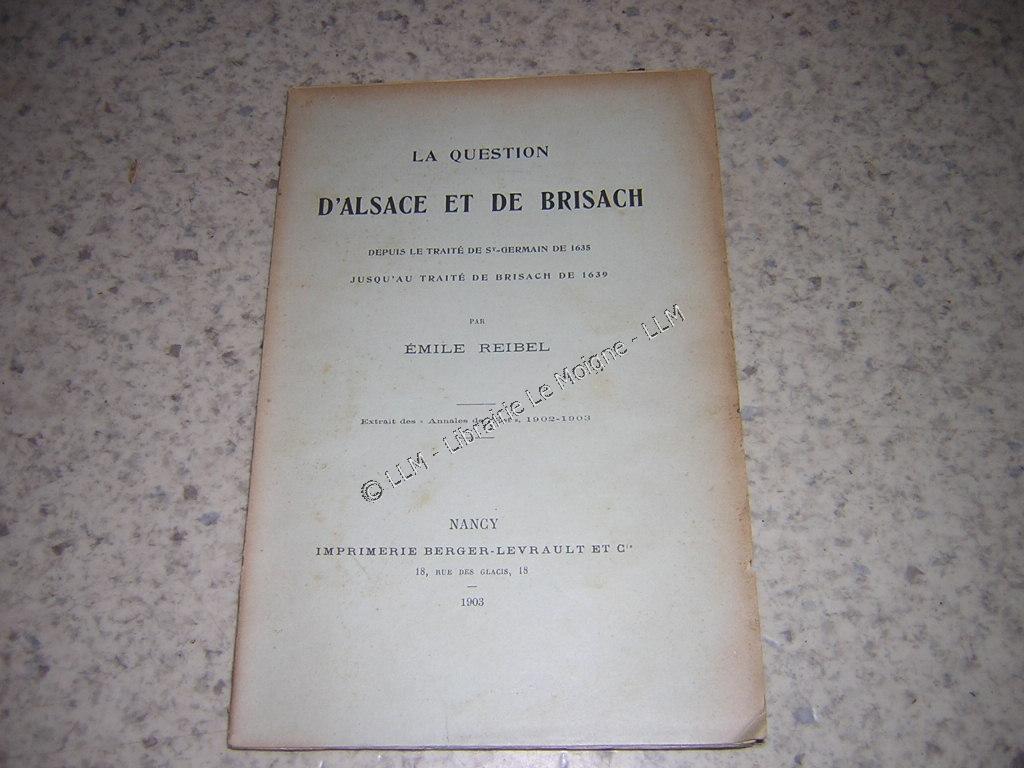 LA QUESTION
D'ALSACE ET DE BRISACH
DEPUIS LE TRAITÉ DE ST-GERMAIN DE 1635
JUSQU'AU TRAITÉ DE BRISACH DE 1639
PAR
ÉMILE REIBEL
Extrait des « Annales de », 1902-1903
© LLM - Librairie Le Moigne - LLM
NANCY
IMPRIMERIE BERGER-LEVRAULT ET Cie
18, RUE DES GLACIS, 18
1903